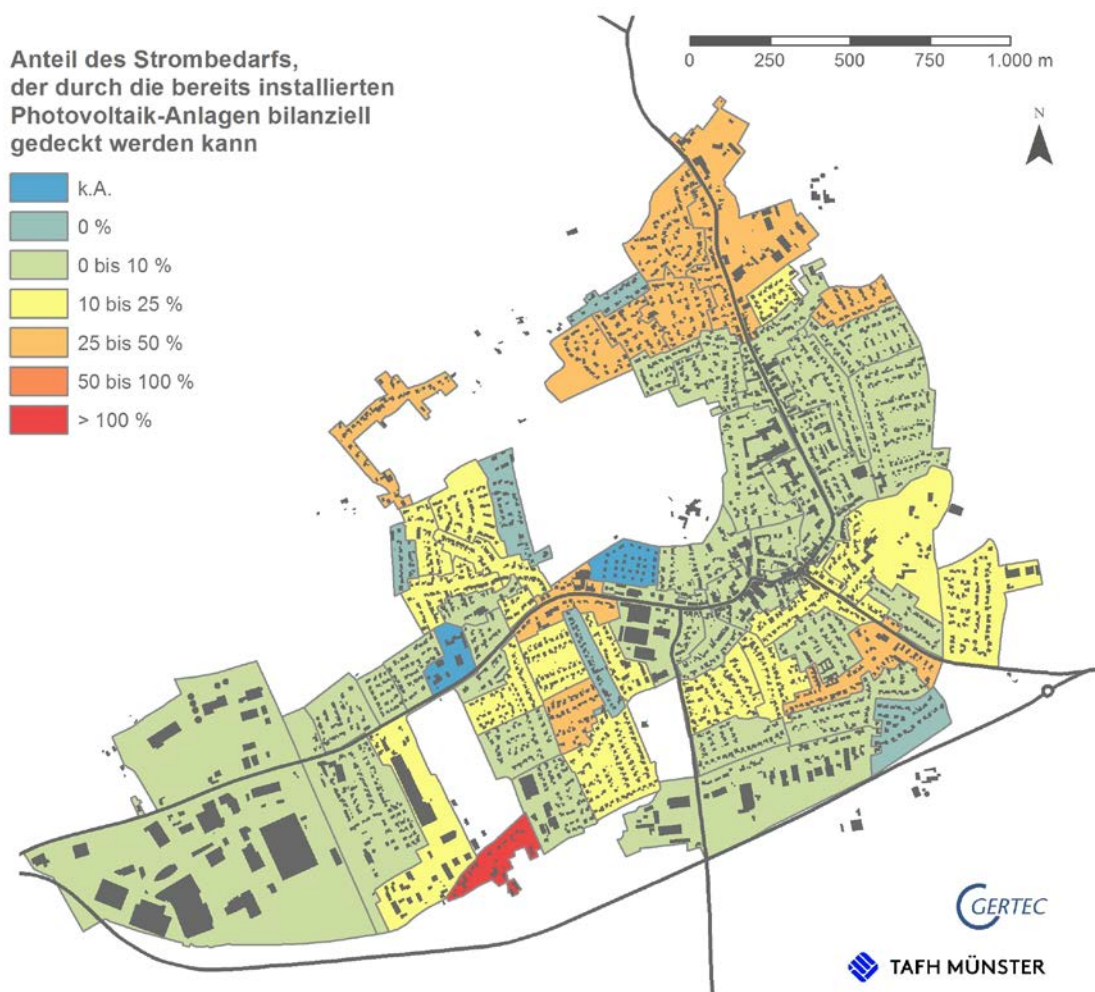 Anteil des Strombedarfs,
der durch die bereits installierten
Photovoltaik-Anlagen bilanziell
gedeckt werden kann
k.A.
0 %
0 bis 10 %
10 bis 25 %
25 bis 50 %
50 bis 100 %
> 100 %
0 250 500 750 1.000 m
N
GERTEC
TAFH MÜNSTER